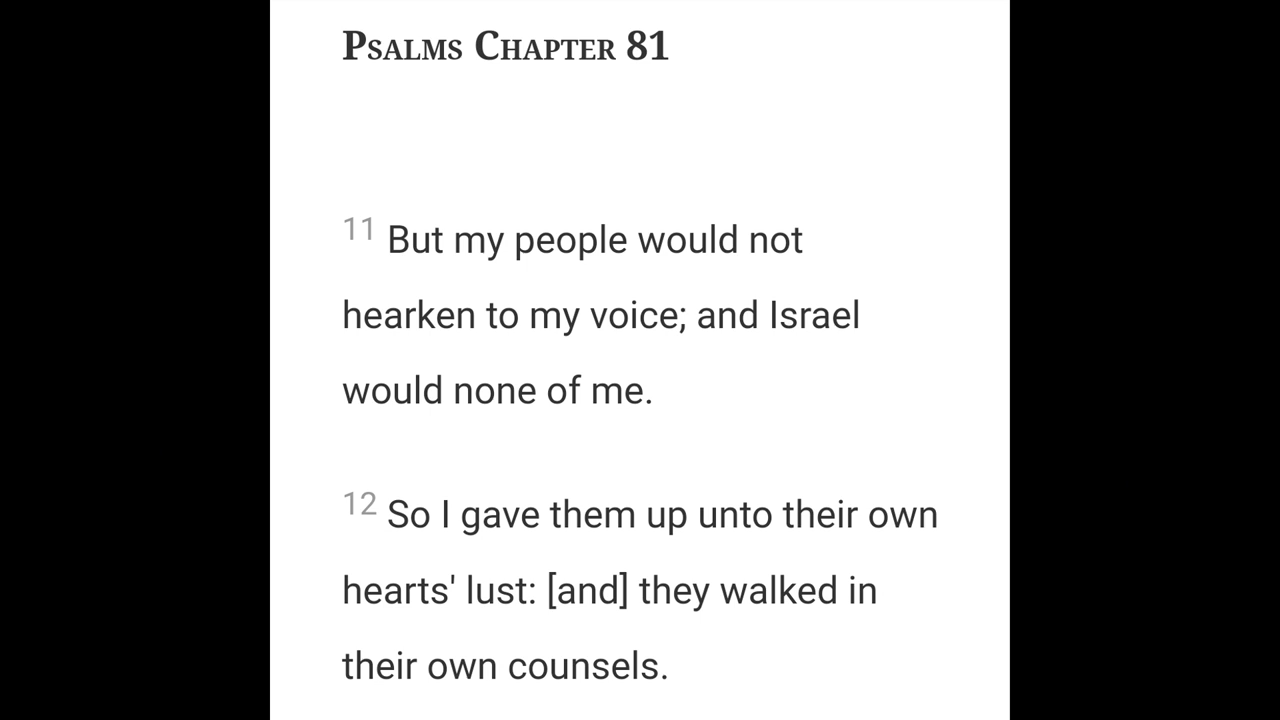 Psalms Chapter 81
11 But my people would not
hearken to my voice; and Israel
would none of me.
12 So I gave them up unto their own
hearts' lust: [and] they walked in
their own counsels.